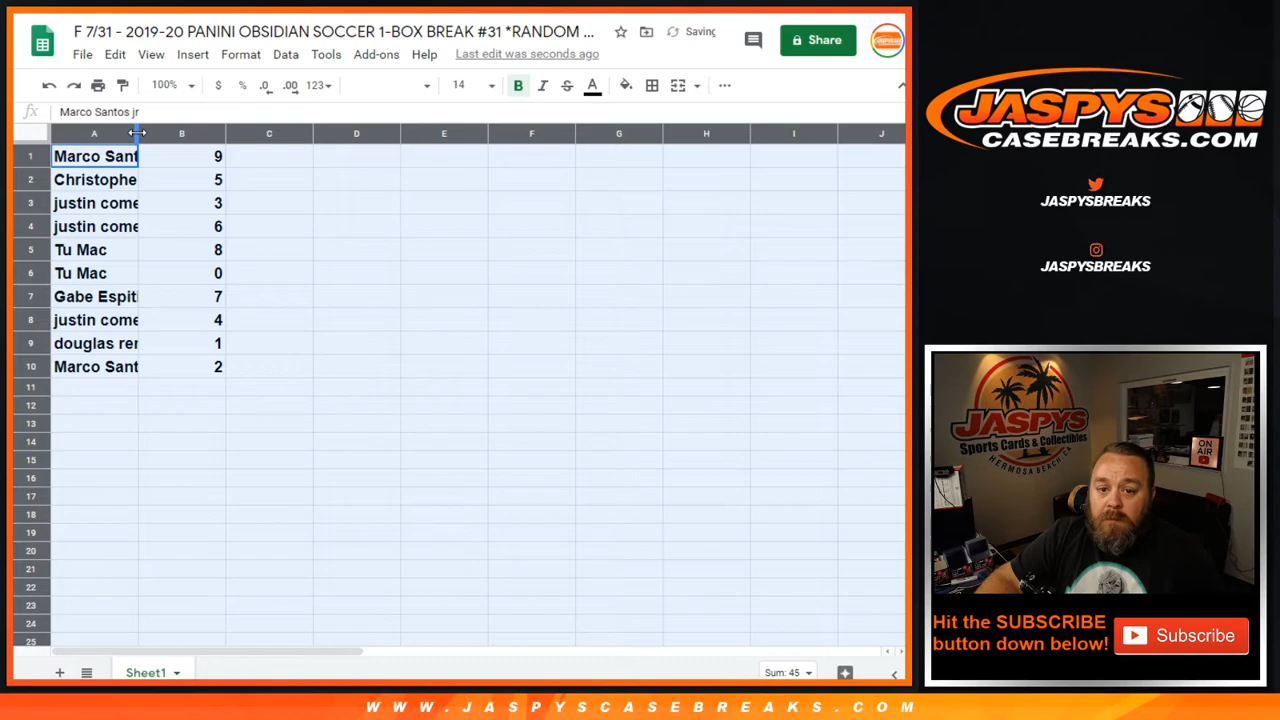 F 7/31 - 2019-20 PANINI OBSIDIAN SOCCER 1-BOX BREAK #31 *RANDOM ...
Saving
Share
File Edit View Insert Format Data Tools Add-ons Help Last edit was seconds ago
100% $ % .0 .00 123 14 B I S A ...
fx Marco Santos jr
A B C D E F G H I J
1 Marco Sant 9
2 Christophe 5
3 justin come 3
4 justin come 6
5 Tu Mac 8
6 Tu Mac 0
7 Gabe Espiti 7
8 justin come 4
9 douglas rer 1
10 Marco Sant 2
11
12
13
14
15
16
17
18
19
20
21
22
23
24
25
+ Sheet1 Sum: 45
JASPYS
CASEBREAKS.COM
JASPYSBREAKS
JASPYSBREAKS
JASPYS
Sports Cards & Collectibles
HERMOSA BEACH, CA
ON
AIR
Hit the SUBSCRIBE
button down below!
Subscribe
WWW.JASPYSCASEBREAKS.COM